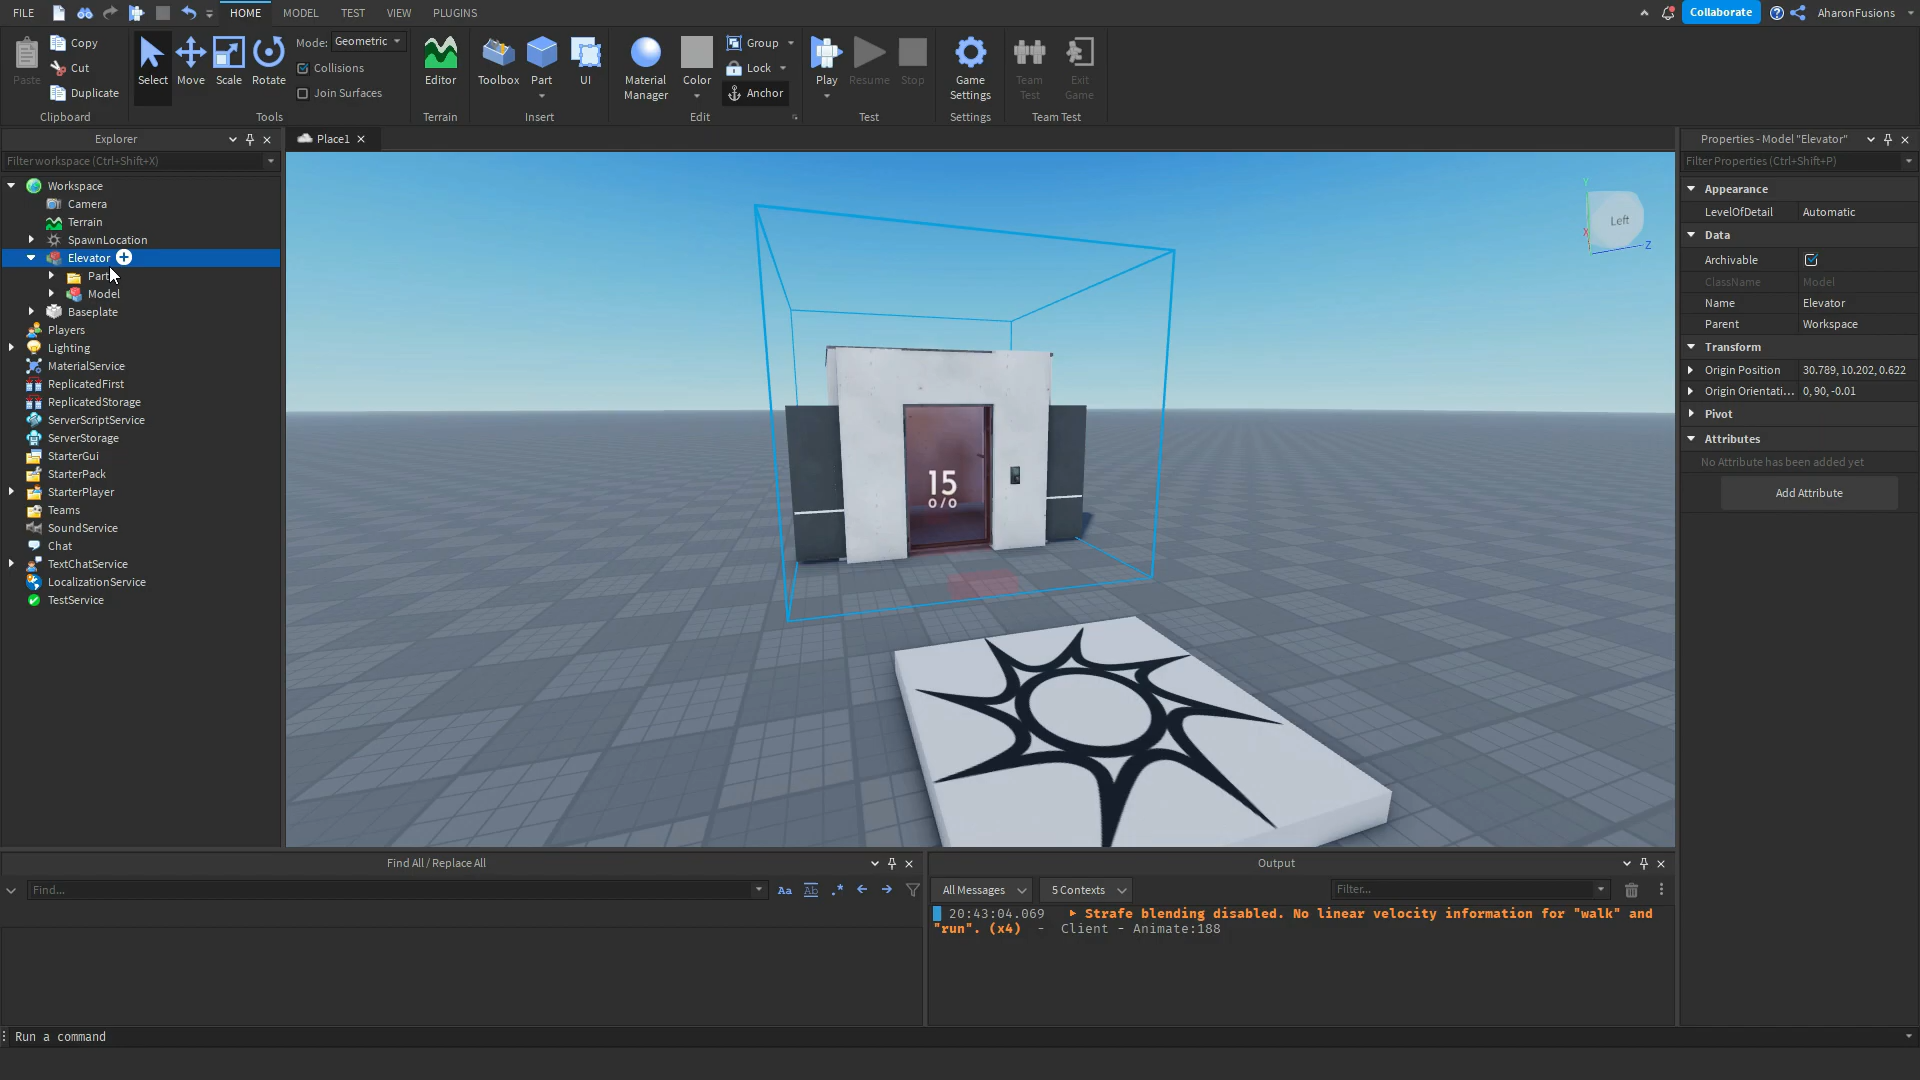 FILE HOME MODEL TEST VIEW PLUGINS Collaborate AharonFusions
Paste Copy Cut Duplicate Clipboard
Select Move Scale Rotate Mode: Geometric Collisions Join Surfaces Tools
Editor Terrain
Toolbox Part UI Insert
Material Manager Color Group Lock Anchor Edit
Play Resume Stop Test
Game Settings Settings
Team Test Exit Game Team Test
Explorer
Filter workspace (Ctrl+Shift+X)
Workspace
Camera
Terrain
SpawnLocation
Elevator
Part
Model
Baseplate
Players
Lighting
MaterialService
ReplicatedFirst
ReplicatedStorage
ServerScriptService
ServerStorage
StarterGui
StarterPack
StarterPlayer
Teams
SoundService
Chat
TextChatService
LocalizationService
TestService
Place1
15
0/0
Left
Y
X
Z
Properties - Model "Elevator"
Filter Properties (Ctrl+Shift+P)
Appearance
LevelOfDetail Automatic
Data
Archivable
ClassName Model
Name Elevator
Parent Workspace
Transform
Origin Position 30.789, 10.202, 0.622
Origin Orientati... 0, 90, -0.01
Pivot
Attributes
No Attribute has been added yet
Add Attribute
Find All / Replace All
Find...
Aa Ab .*
Output
All Messages 5 Contexts Filter...
20:43:04.069 Strafe blending disabled. No linear velocity information for "walk" and
"run". (x4) - Client - Animate:188
Run a command